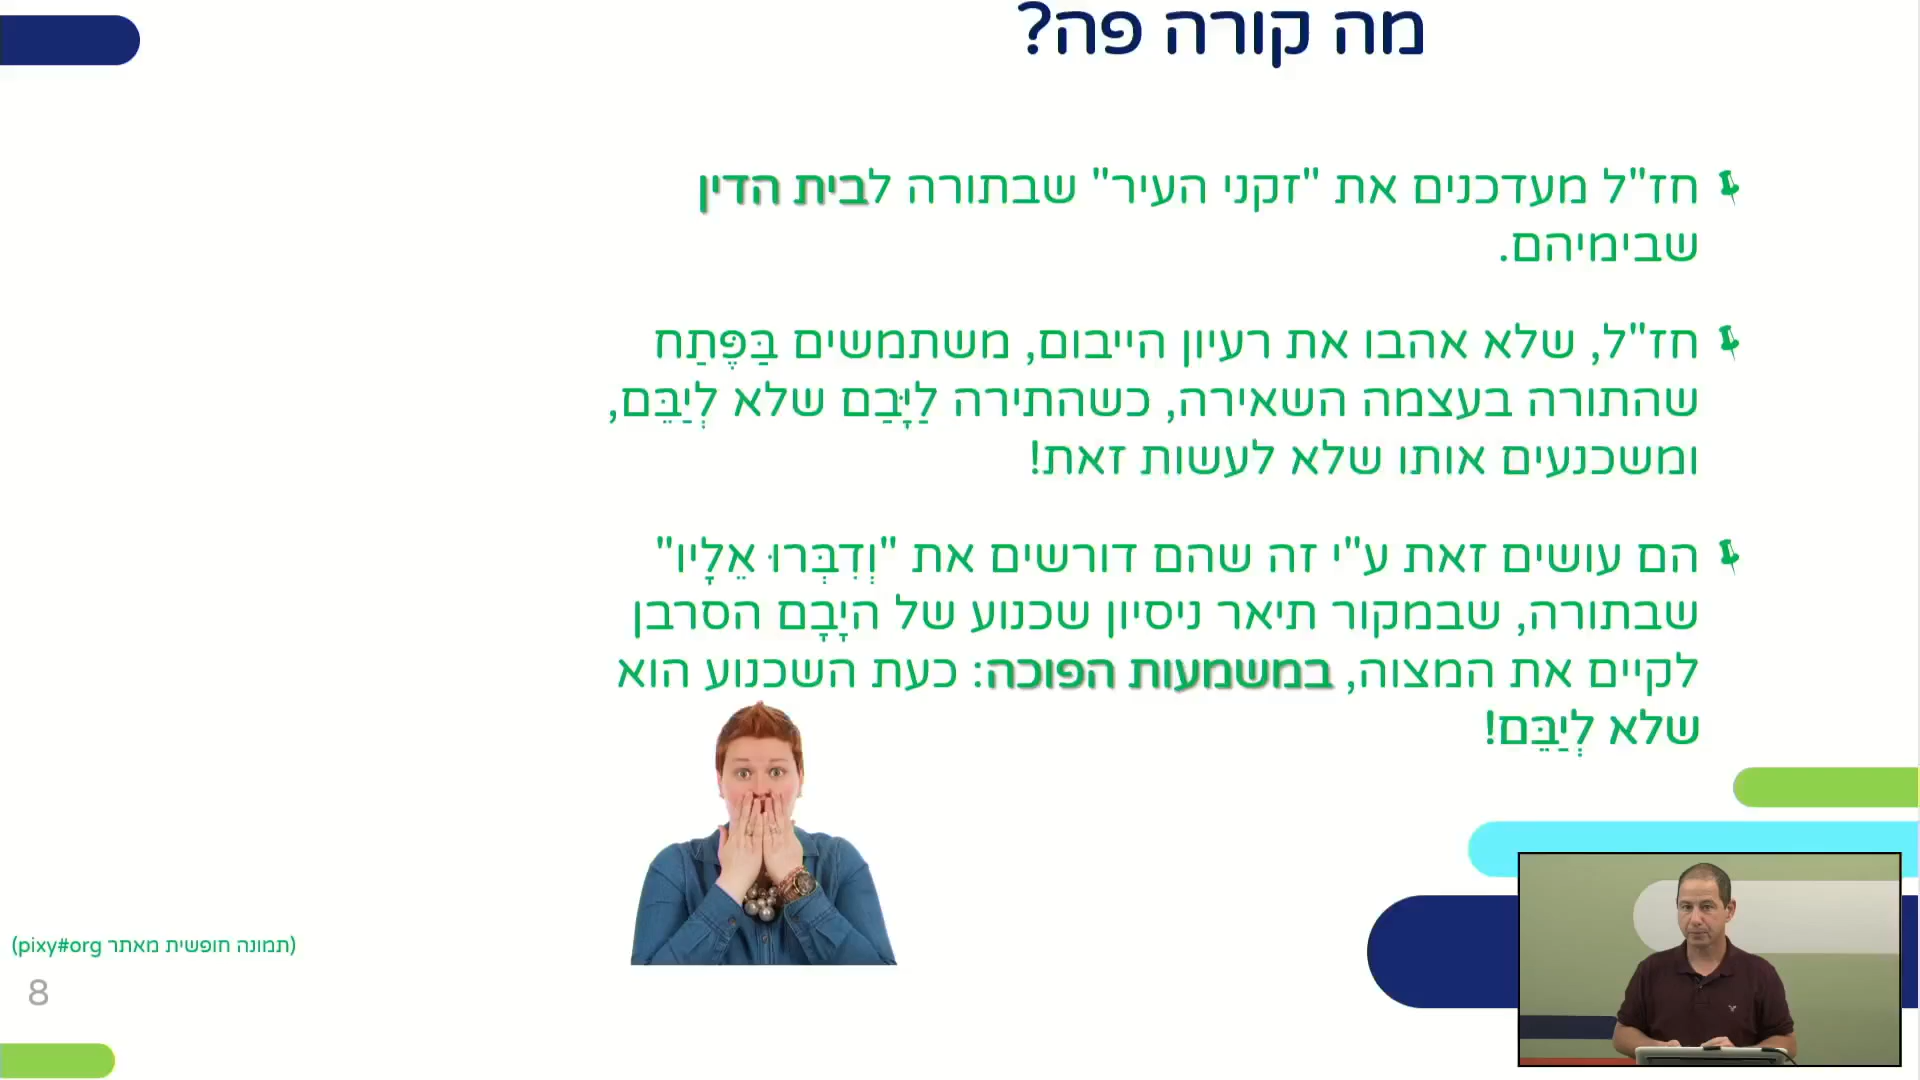 מה קורה פה?
חז"ל מעדכנים את "זקני העיר" שבתורה לבית הדין
שבימיהם.
חז"ל, שלא אהבו את רעיון הייבום, משתמשים בַּפֶּתַח
שהתורה בעצמה השאירה, כשהתירה לַיָּבַם שלא לְיַבֵּם,
ומשכנעים אותו שלא לעשות זאת!
הם עושים זאת ע"י זה שהם דורשים את "וְדִבְּרוּ אֵלָיו"
שבתורה, שבמקור תיאר ניסיון שכנוע של היָבָם הסרבן
לקיים את המצוה, במשמעות הפוכה: כעת השכנוע הוא
שלא לְיַבֵּם!
(תמונה חופשית מאתר pixy#org)
8